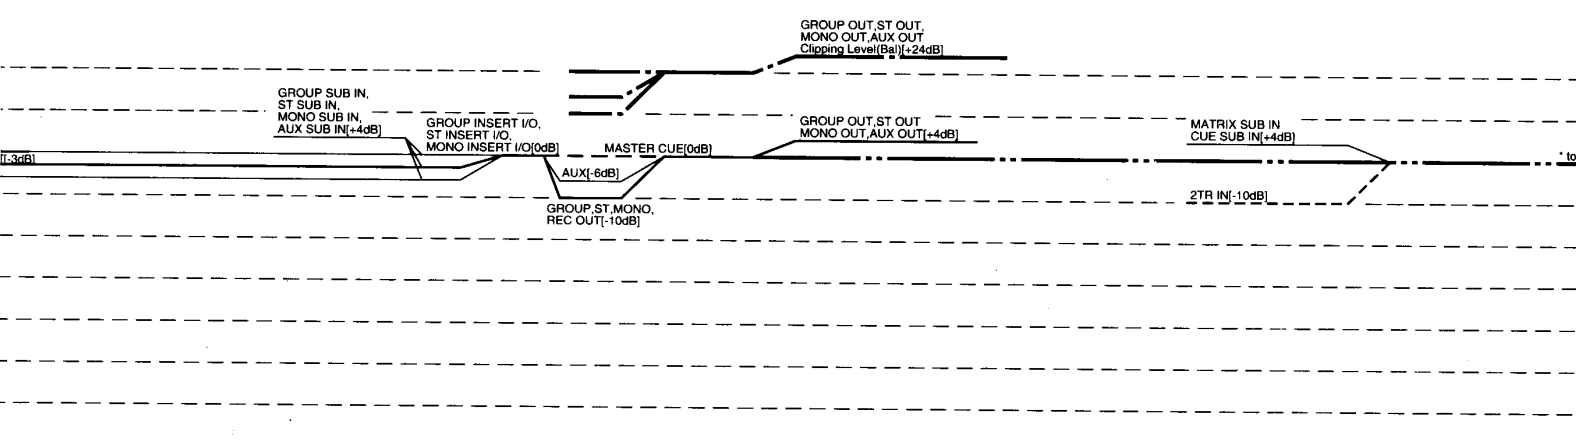 GROUP OUT,ST OUT,
MONO OUT,AUX OUT
Clipping Level(Bal)[+24dB]
GROUP SUB IN,
ST SUB IN,
MONO SUB IN,
AUX SUB IN[+4dB]
GROUP INSERT I/O,
ST INSERT I/O,
MONO INSERT I/O[0dB]
MASTER CUE[0dB]
GROUP OUT,ST OUT
MONO OUT,AUX OUT[+4dB]
MATRIX SUB IN
CUE SUB IN[+4dB]
[-3dB]
* to
AUX[-6dB]
2TR IN[-10dB]
GROUP,ST,MONO,
REC OUT[-10dB]